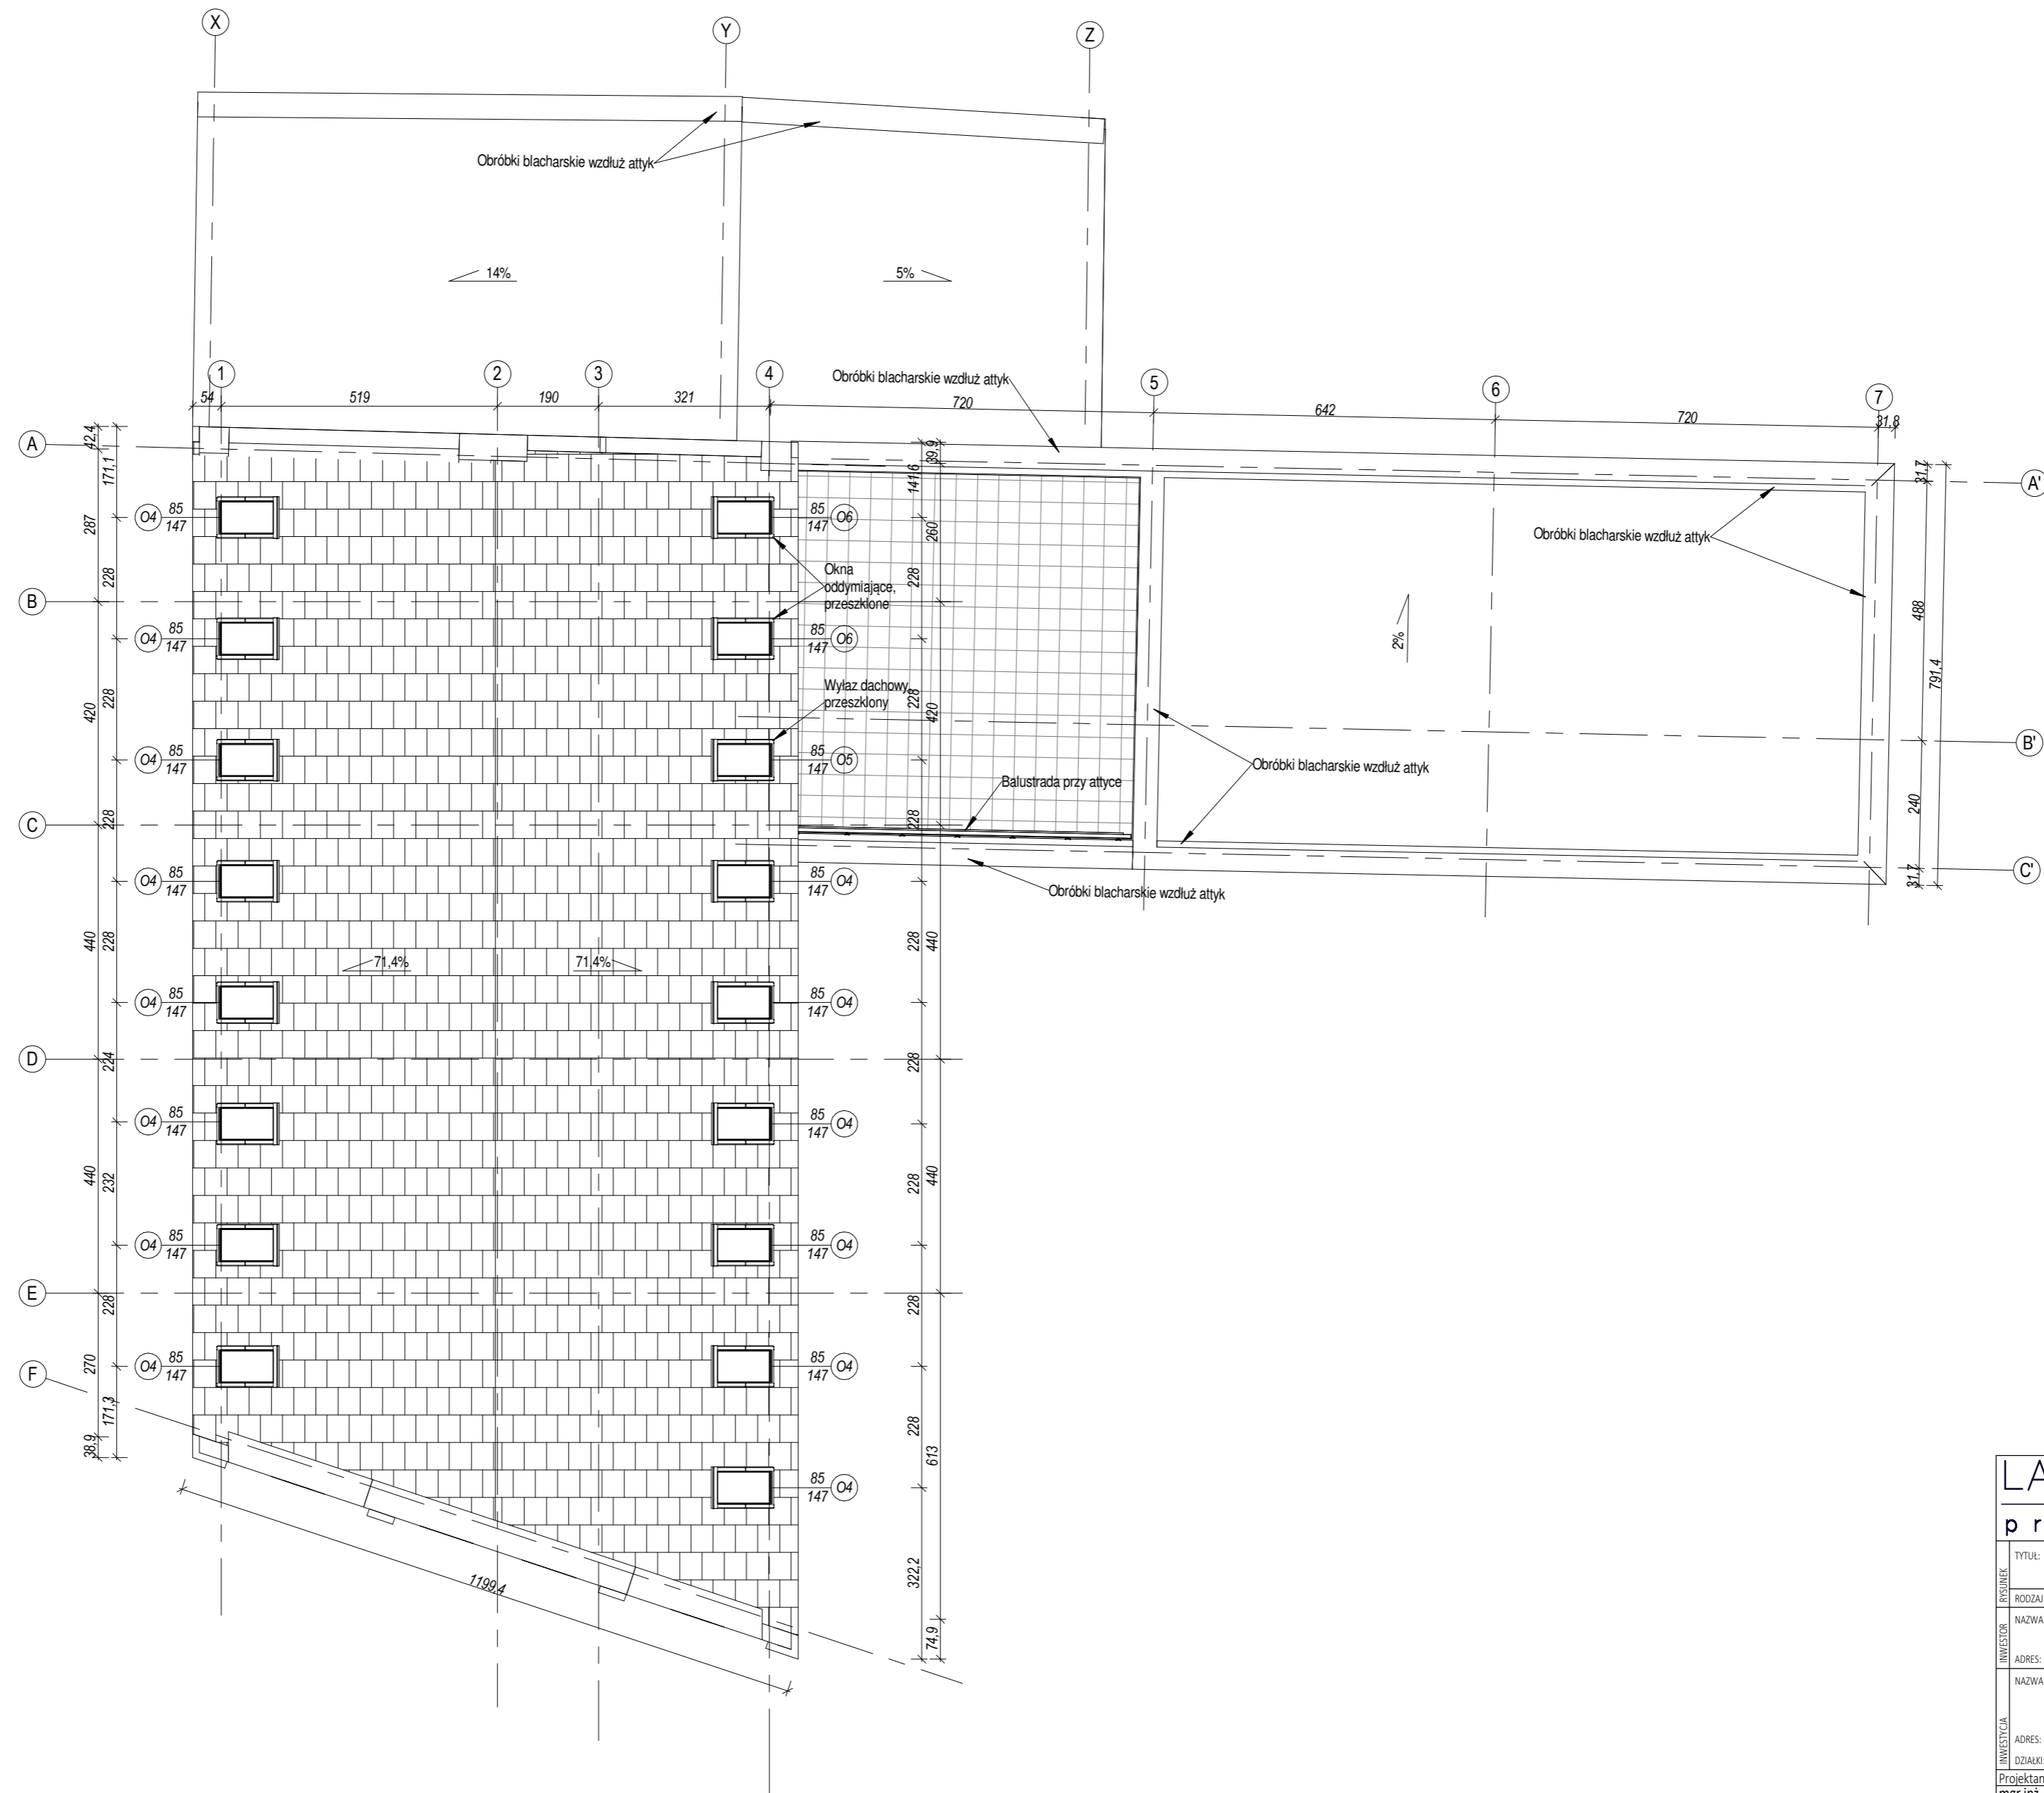 X
Y
Z
Obróbki blacharskie wzdłuż attyk
14%
5%
1
2
3
4
5
6
7
Obróbki blacharskie wzdłuż attyk
54
519
190
321
720
642
720
31,8
A
B
C
D
E
F
A'
B'
C'
42,4
287
420
440
440
270
38,9
171,1
228
228
228
228
224
232
228
171,3
O4 85
147
O4 85
147
O4 85
147
O4 85
147
O4 85
147
O4 85
147
O4 85
147
O4 85
147
85 O6
147
Okna
oddymiające,
przeszklone
85 O6
147
Wyłaz dachowy,
przeszklony
85 O5
147
85 O4
147
85 O4
147
85 O4
147
85 O4
147
85 O4
147
85 O4
147
141,6
228
228
228
228
228
228
228
228
322,2
39,9
260
420
440
440
613
74,9
Balustrada przy attyce
Obróbki blacharskie wzdłuż attyk
Obróbki blacharskie wzdłuż attyk
Obróbki blacharskie wzdłuż attyk
2%
31,7
488
240
31,7
791,4
71,4%
71,4%
1199,4
LA
p r
RYSUNEK
TYTUŁ:
RODZAJ
INWESTOR
NAZWA
ADRES:
INWESTYCJA
NAZWA
ADRES:
DZIAŁKI:
Projektan
mgr inż.